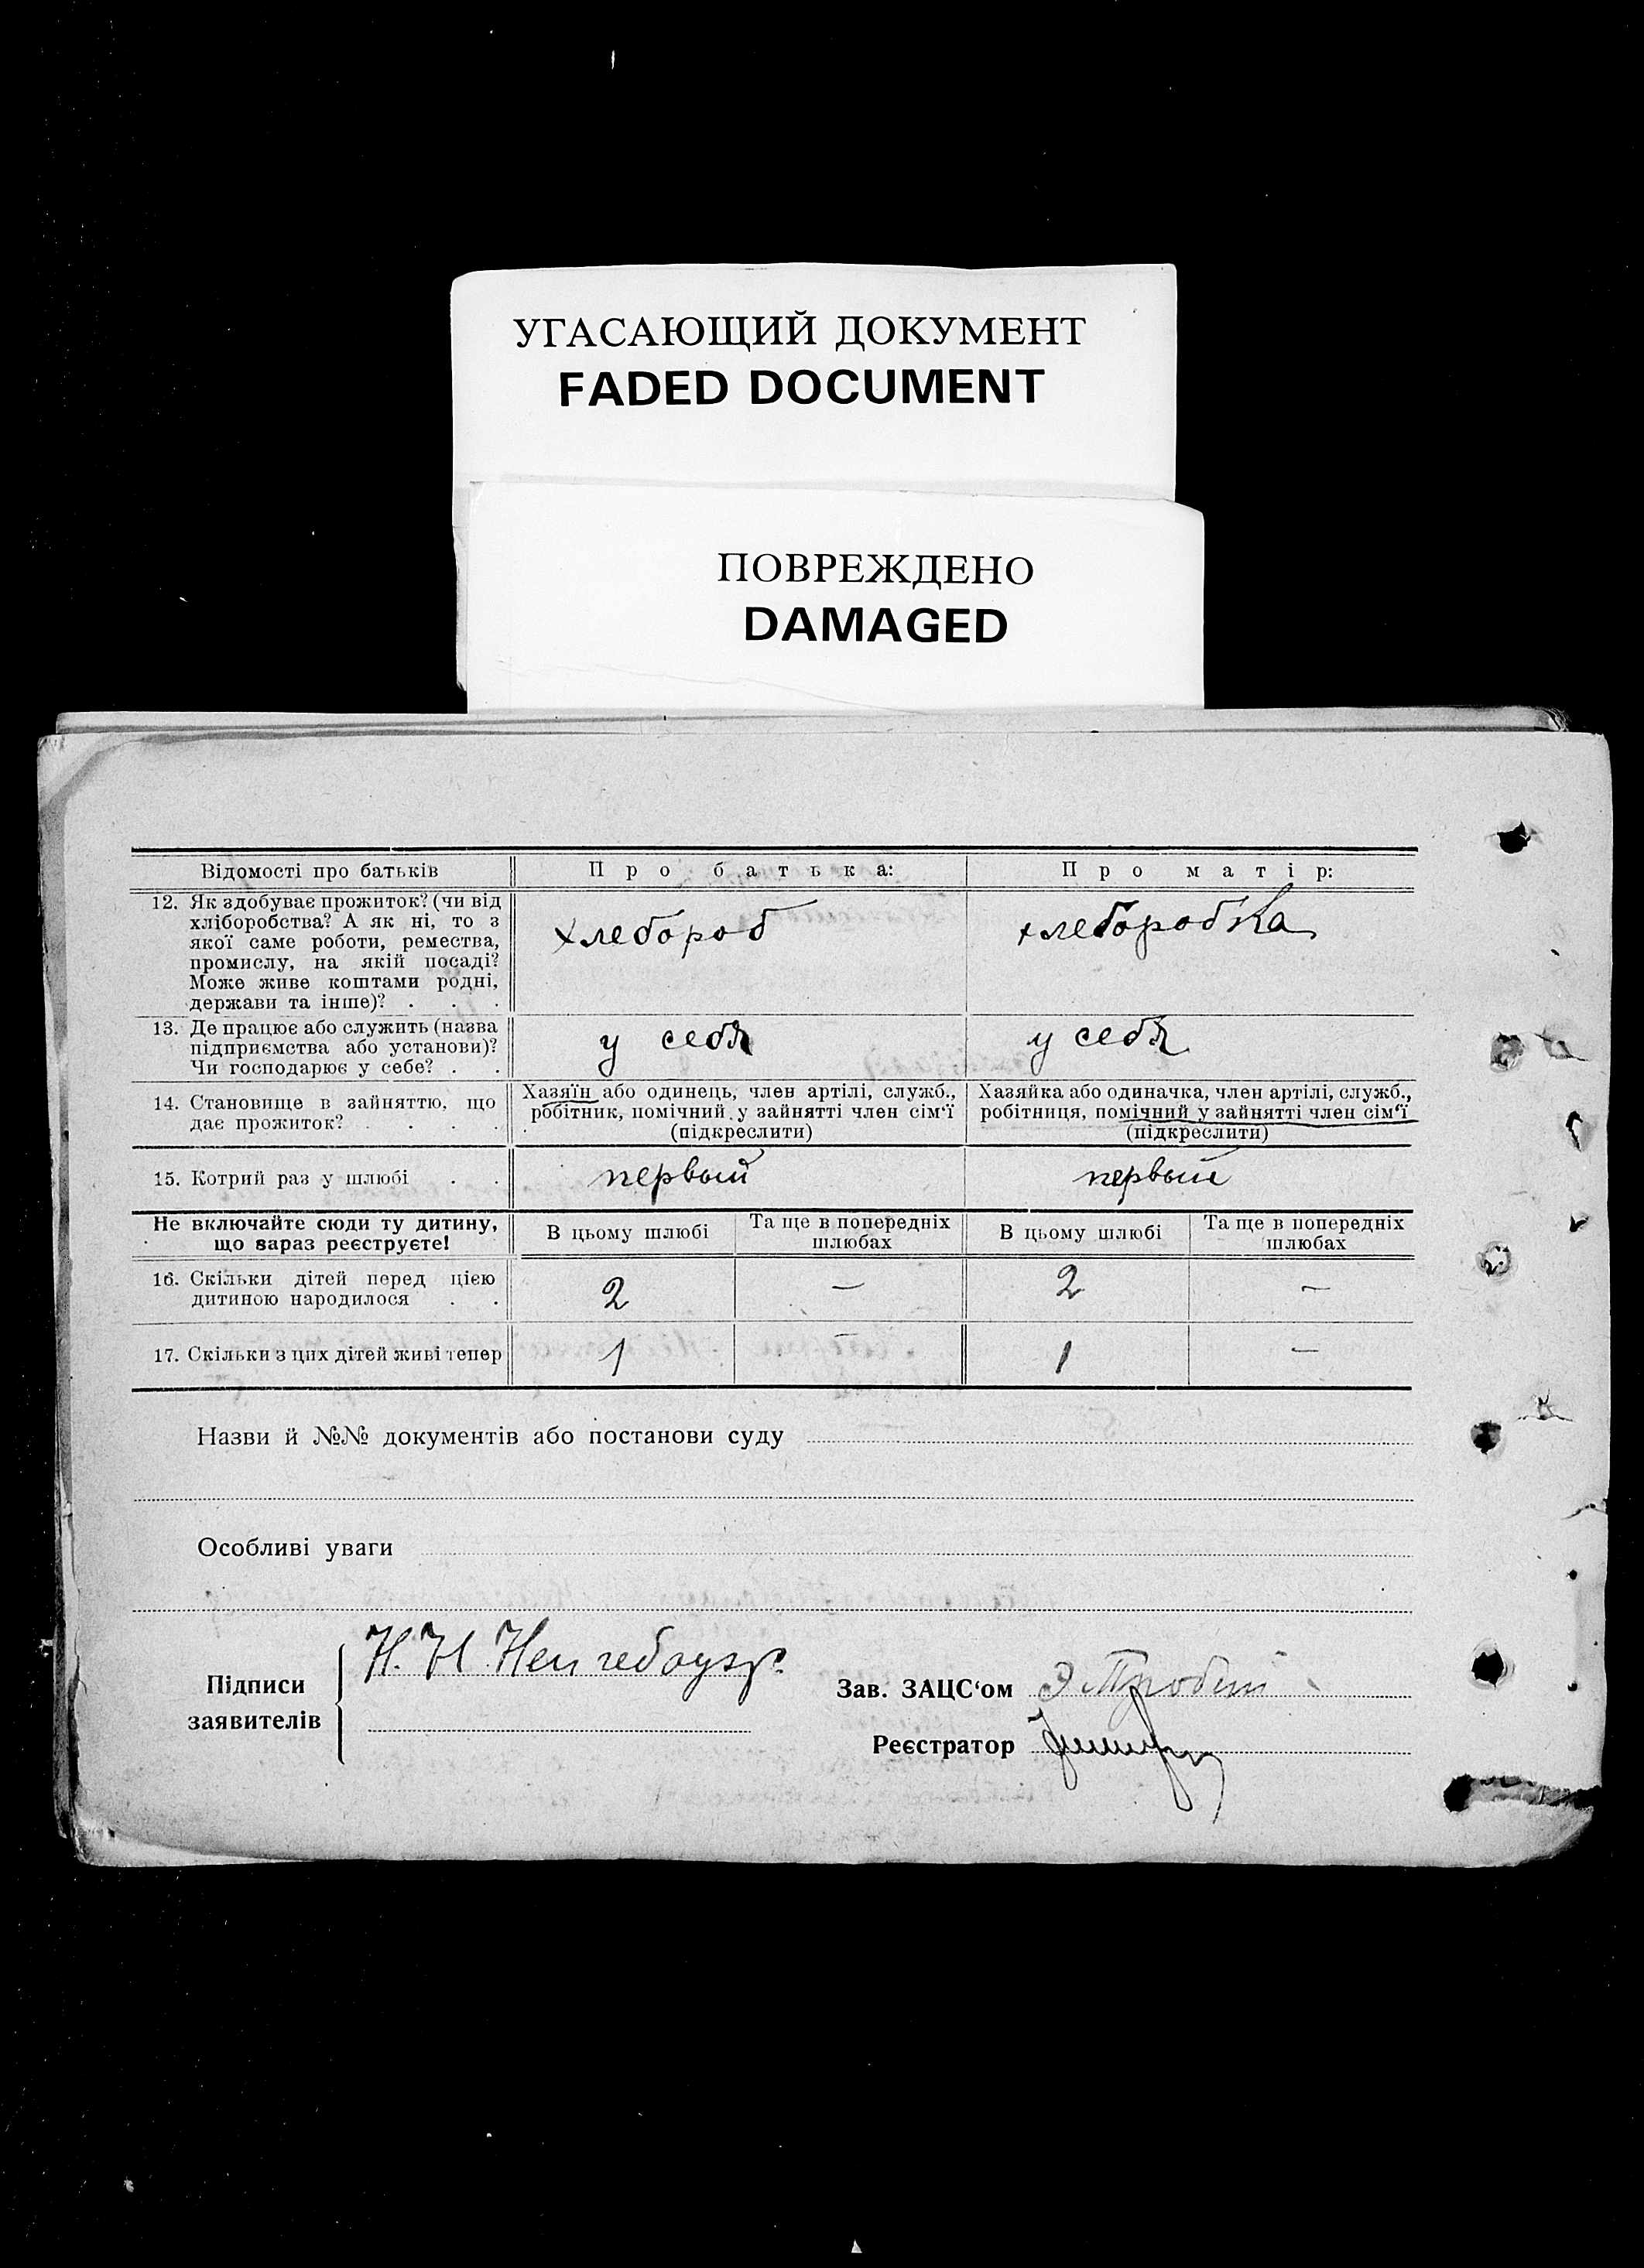 УГАСАЮЩИЙ ДОКУМЕНТ
FADED DOCUMENT
ПОВРЕЖДЕНО
DAMAGED
Відомості про батьків
Про батька:
Про матір:
12. Як здобуває прожиток? (чи від
хліборобства? А як ні, то з
якої саме роботи, ремества,
промислу, на якій посаді?
Може живе коштами родні,
держави та інше)? . . .
хлебороб
хлеборобка
13. Де працює або служить (назва
підприємства або установи)?
Чи господарює у себе? . .
у себя
у себя
14. Становище в зайняттю, що
дає прожиток? . . . .
Хазяїн або одинець, член артілі, служб.,
робітник, помічний у зайнятті член сім'ї
(підкреслити)
Хазяйка або одиначка, член артілі, служб.,
робітниця, помічний у зайнятті член сім'ї
(підкреслити)
15. Котрий раз у шлюбі . .
первый
первый
Не включайте сюди ту дитину,
що зараз реєструєте!
В цьому шлюбі
Та ще в попередніх
шлюбах
В цьому шлюбі
Та ще в попередніх
шлюбах
16. Скільки дітей перед цією
дитиною народилося . .
2
—
2
—
17. Скільки з цих дітей живі тепер
1
—
1
—
Назви й №№ документів або постанови суду
Особливі уваги
Підписи
заявителів
Зав. ЗАЦС'ом
Реєстратор